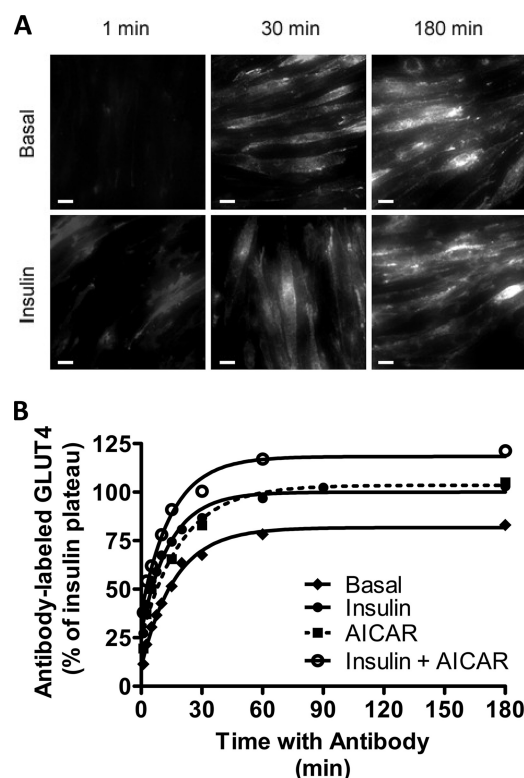 A
1 min 30 min 180 min
Basal
Insulin
B
Antibody-labeled GLUT4
(% of insulin plateau)
125
100
75
50
25
0
Basal
Insulin
AICAR
Insulin + AICAR
0 30 60 90 120 150 180
Time with Antibody
(min)